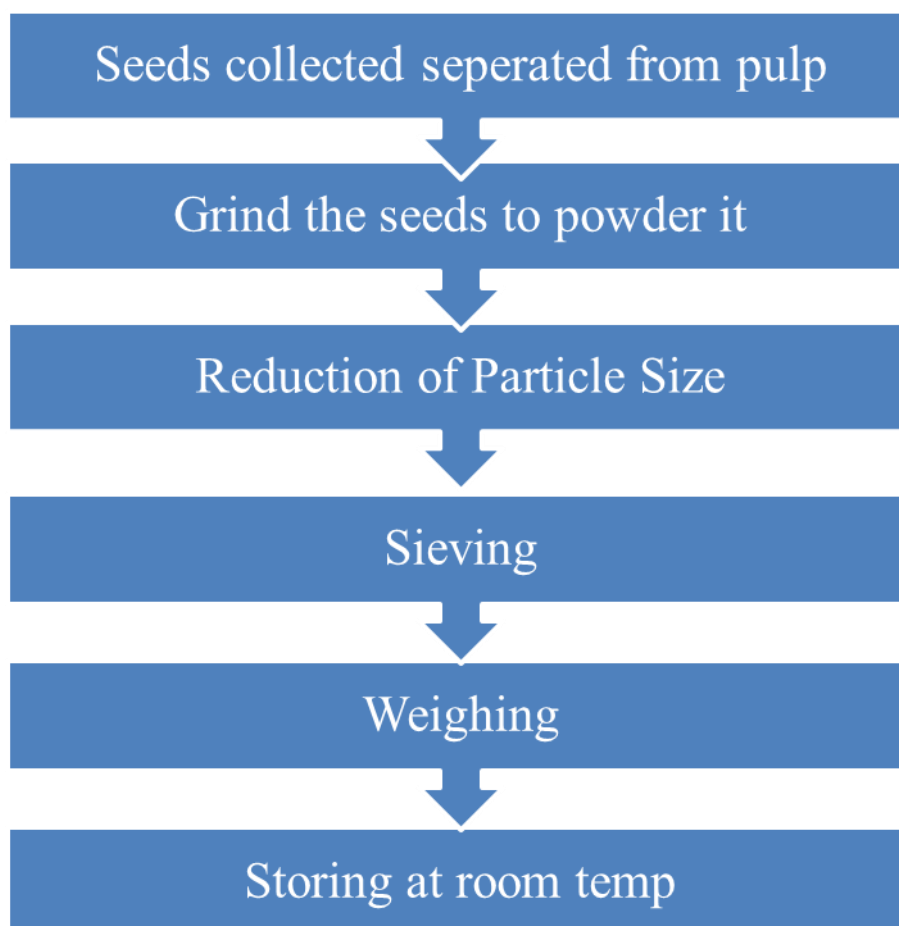 Seeds collected seperated from pulp
Grind the seeds to powder it
Reduction of Particle Size
Sieving
Weighing
Storing at room temp